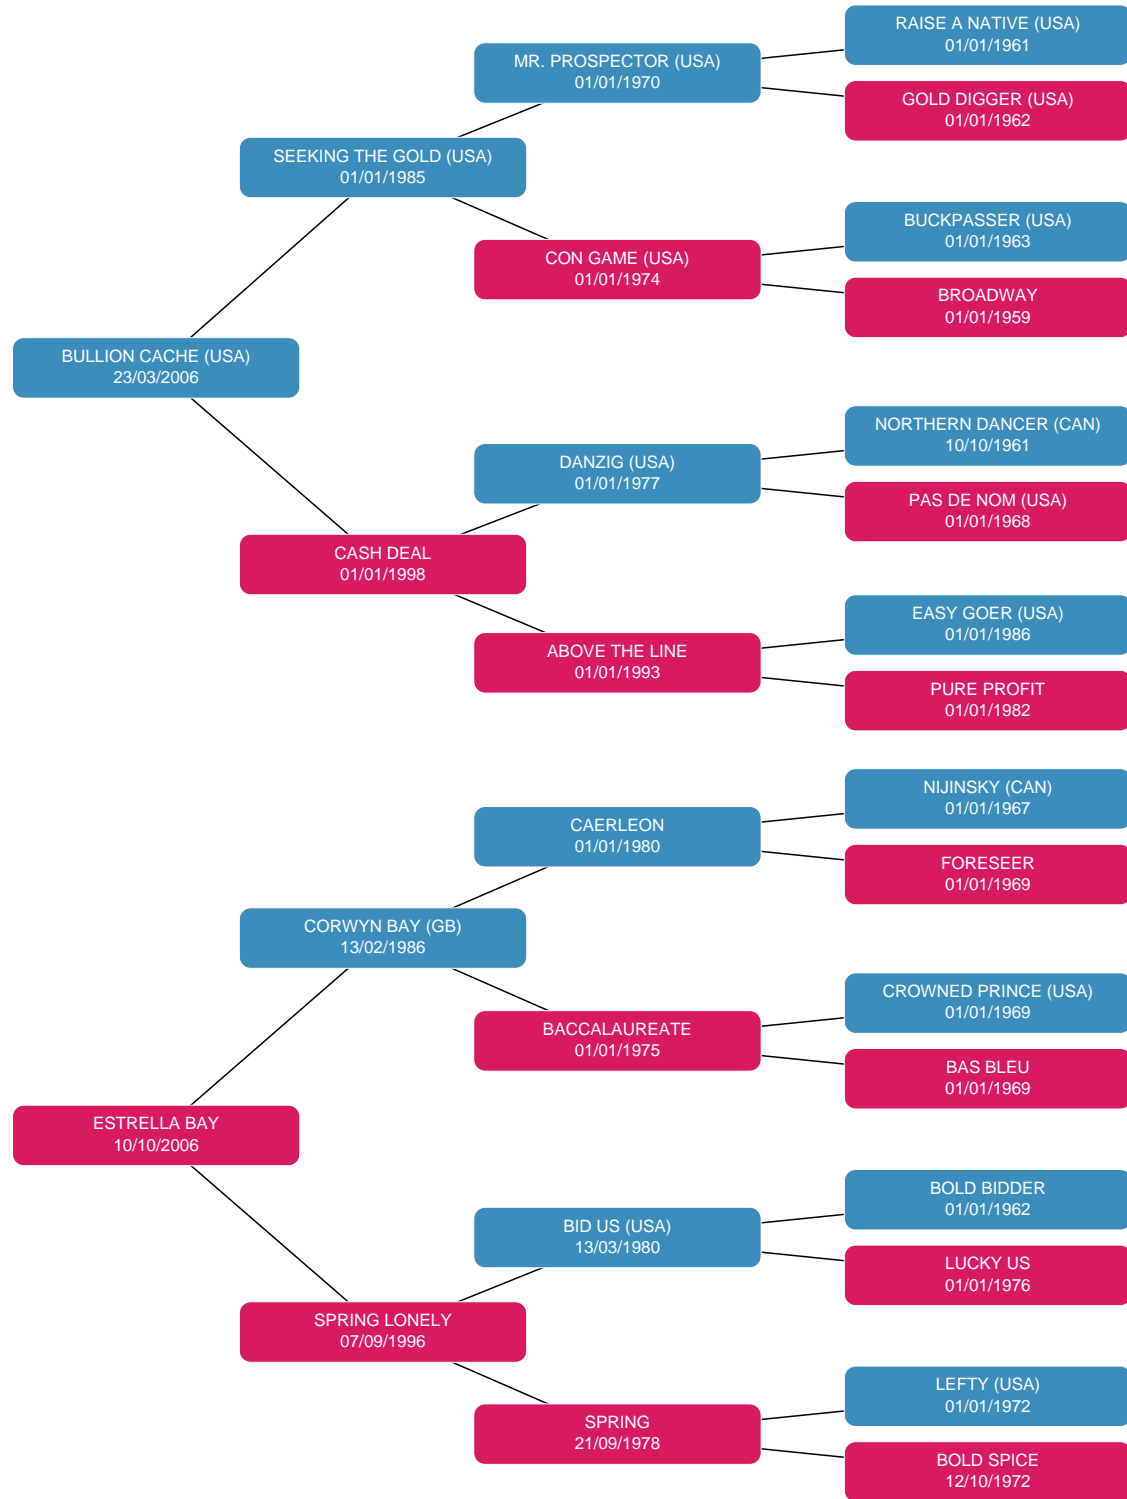 RAISE A NATIVE (USA)
01/01/1961
MR. PROSPECTOR (USA)
01/01/1970
GOLD DIGGER (USA)
01/01/1962
SEEKING THE GOLD (USA)
01/01/1985
BUCKPASSER (USA)
01/01/1963
CON GAME (USA)
01/01/1974
BROADWAY
01/01/1959
BULLION CACHE (USA)
23/03/2006
NORTHERN DANCER (CAN)
10/10/1961
DANZIG (USA)
01/01/1977
PAS DE NOM (USA)
01/01/1968
CASH DEAL
01/01/1998
EASY GOER (USA)
01/01/1986
ABOVE THE LINE
01/01/1993
PURE PROFIT
01/01/1982
NIJINSKY (CAN)
01/01/1967
CAERLEON
01/01/1980
FORESEER
01/01/1969
CORWYN BAY (GB)
13/02/1986
CROWNED PRINCE (USA)
01/01/1969
BACCALAUREATE
01/01/1975
BAS BLEU
01/01/1969
ESTRELLA BAY
10/10/2006
BOLD BIDDER
01/01/1962
BID US (USA)
13/03/1980
LUCKY US
01/01/1976
SPRING LONELY
07/09/1996
LEFTY (USA)
01/01/1972
SPRING
21/09/1978
BOLD SPICE
12/10/1972